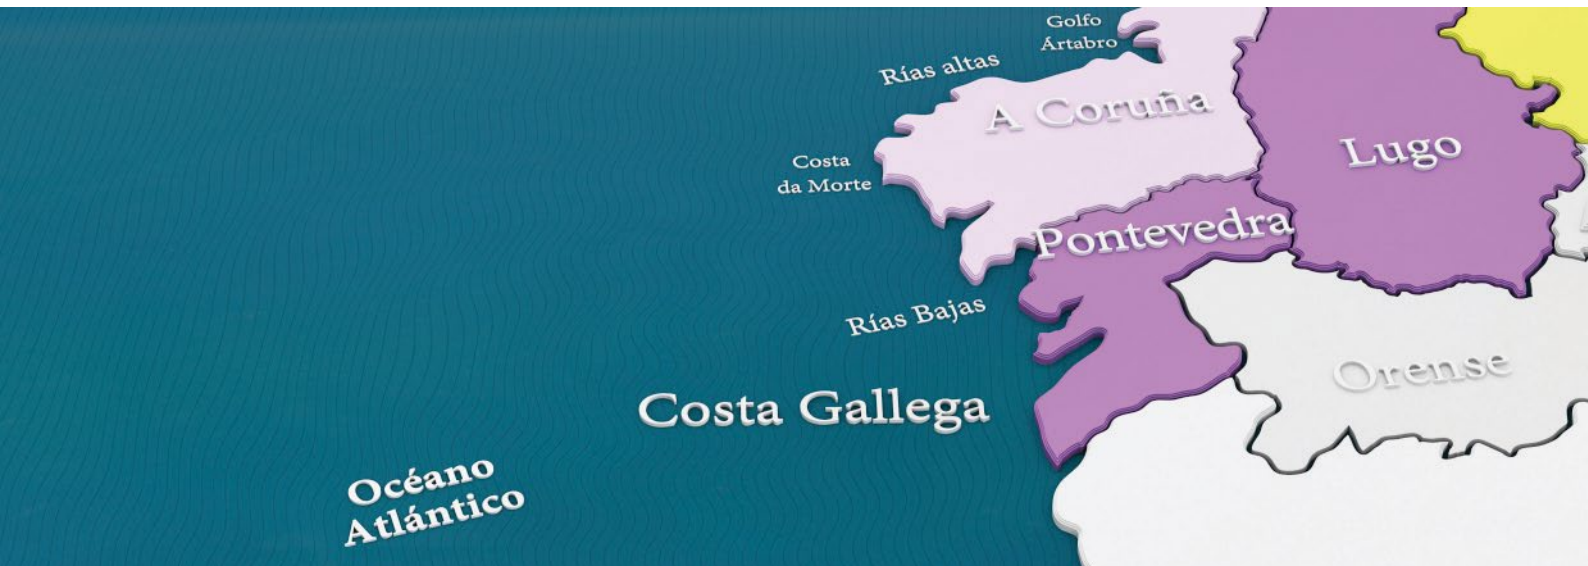 Golfo
Ártabro
Rías altas
A Coruña
Lugo
Costa
da Morte
Pontevedra
Rías Bajas
Orense
Costa Gallega
Océano
Atlántico